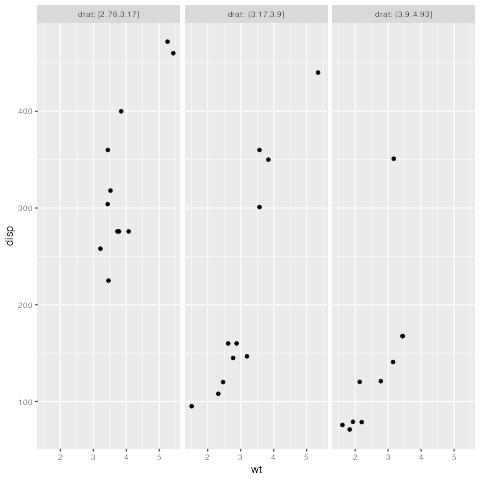 drat: [2.76,3.17]
drat: (3.17,3.9]
drat: (3.9,4.93]
400
300
200
100
disp
2 3 4 5
2 3 4 5
2 3 4 5
wt